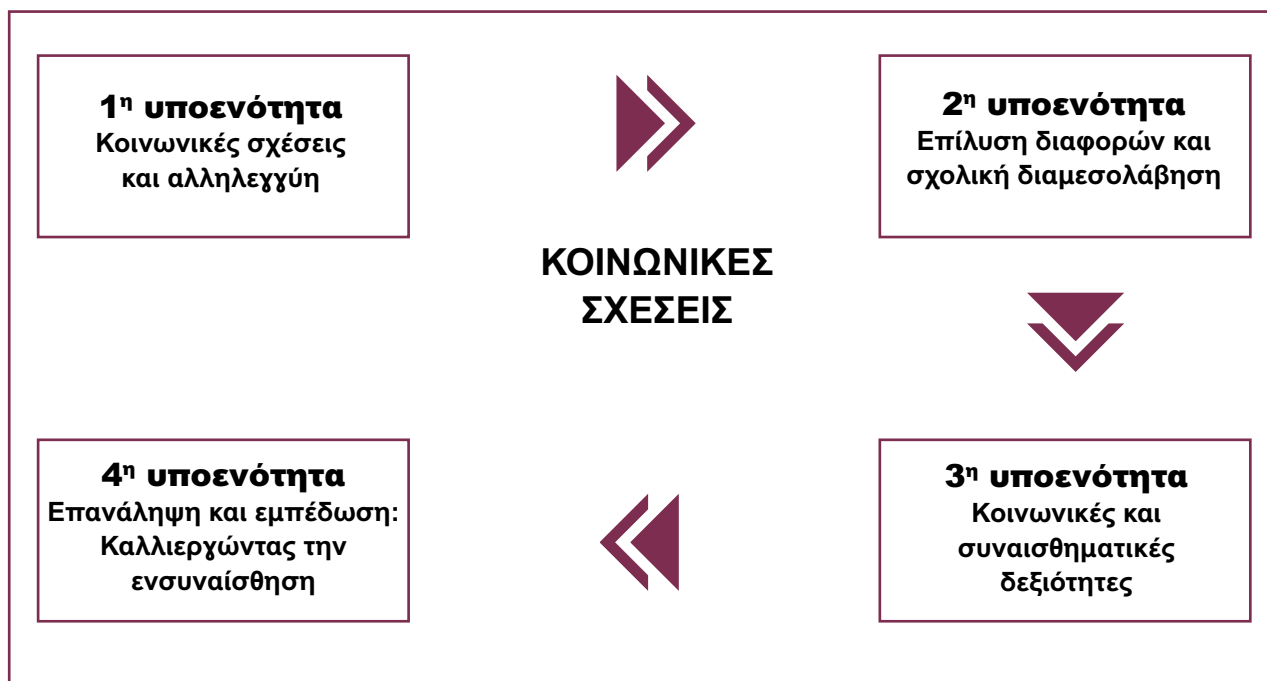 1η υποενότητα
Κοινωνικές σχέσεις
και αλληλεγγύη
2η υποενότητα
Επίλυση διαφορών και
σχολική διαμεσολάβηση
ΚΟΙΝΩΝΙΚΕΣ
ΣΧΕΣΕΙΣ
4η υποενότητα
Επανάληψη και εμπέδωση:
Καλλιεργώντας την
ενσυναίσθηση
3η υποενότητα
Κοινωνικές και
συναισθηματικές
δεξιότητες